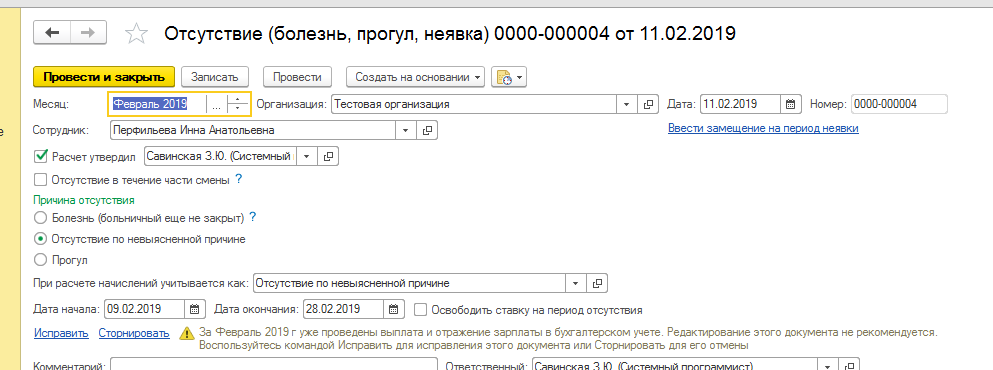 Отсутствие (болезнь, прогул, неявка) 0000-000004 от 11.02.2019
Провести и закрыть Записать Провести Создать на основании
Месяц: Февраль 2019 ... Организация: Тестовая организация Дата: 11.02.2019 Номер: 0000-000004
е
Сотрудник: Перфильева Инна Анатольевна Ввести замещение на период неявки
Расчет утвердил Савинская З.Ю. (Системный
Отсутствие в течение части смены ?
Причина отсутствия
Болезнь (больничный еще не закрыт) ?
Отсутствие по невыясненной причине
Прогул
При расчете начислений учитывается как: Отсутствие по невыясненной причине
Дата начала: 09.02.2019 Дата окончания: 28.02.2019 Освободить ставку на период отсутствия
Исправить Сторнировать За Февраль 2019 г уже проведены выплата и отражение зарплаты в бухгалтерском учете. Редактирование этого документа не рекомендуется.
Воспользуйтесь командой Исправить для исправления этого документа или Сторнировать для его отмены
Комментарий: Ответственный: Савинская З.Ю. (Системный программист)